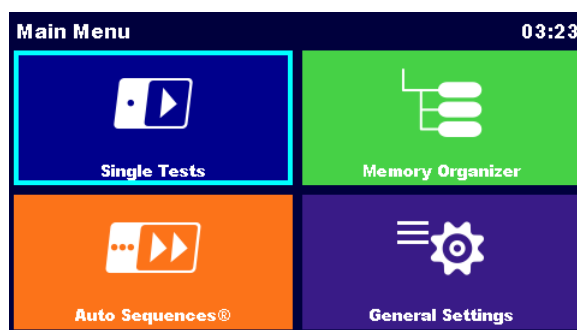 Main Menu 03:23
Single Tests Memory Organizer
Auto Sequences® General Settings